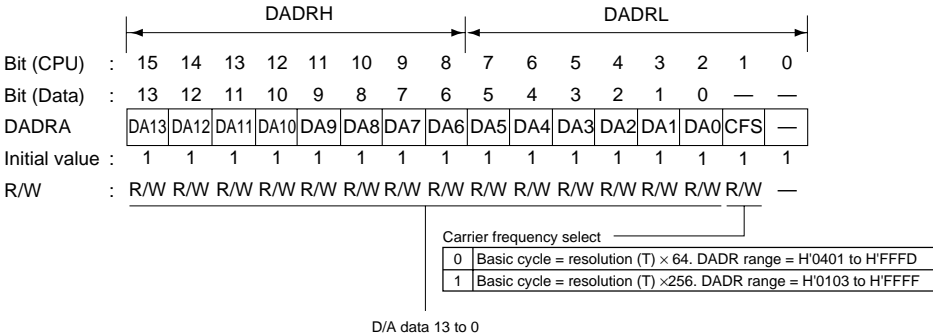 DADRH DADRL
Bit (CPU) : 15 14 13 12 11 10 9 8 7 6 5 4 3 2 1 0
Bit (Data) : 13 12 11 10 9 8 7 6 5 4 3 2 1 0 — —
DADRA DA13 DA12 DA11 DA10 DA9 DA8 DA7 DA6 DA5 DA4 DA3 DA2 DA1 DA0 CFS —
Initial value : 1 1 1 1 1 1 1 1 1 1 1 1 1 1 1 1
R/W : R/W R/W R/W R/W R/W R/W R/W R/W R/W R/W R/W R/W R/W R/W R/W —
Carrier frequency select
0 Basic cycle = resolution (T) × 64. DADR range = H'0401 to H'FFFD
1 Basic cycle = resolution (T) ×256. DADR range = H'0103 to H'FFFF
D/A data 13 to 0